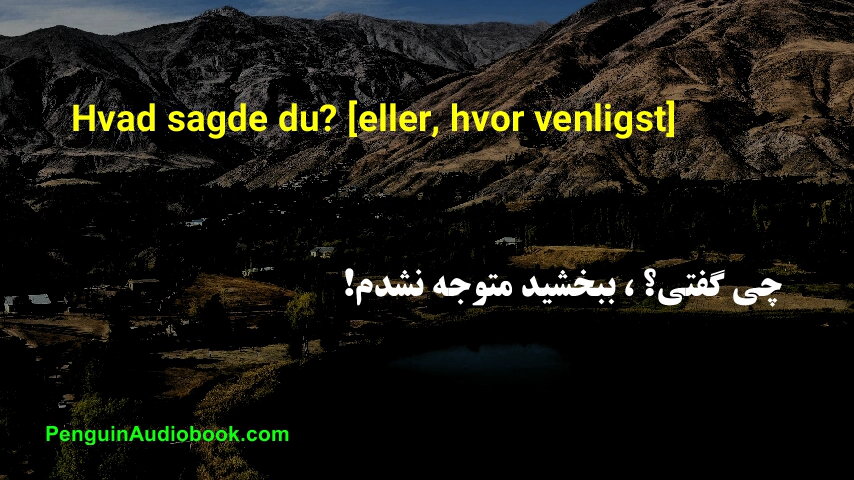 Hvad sagde du? [eller, hvor venligst]
چی گفتی؟ ، ببخشید متوجه نشدم!
PenguinAudiobook.com